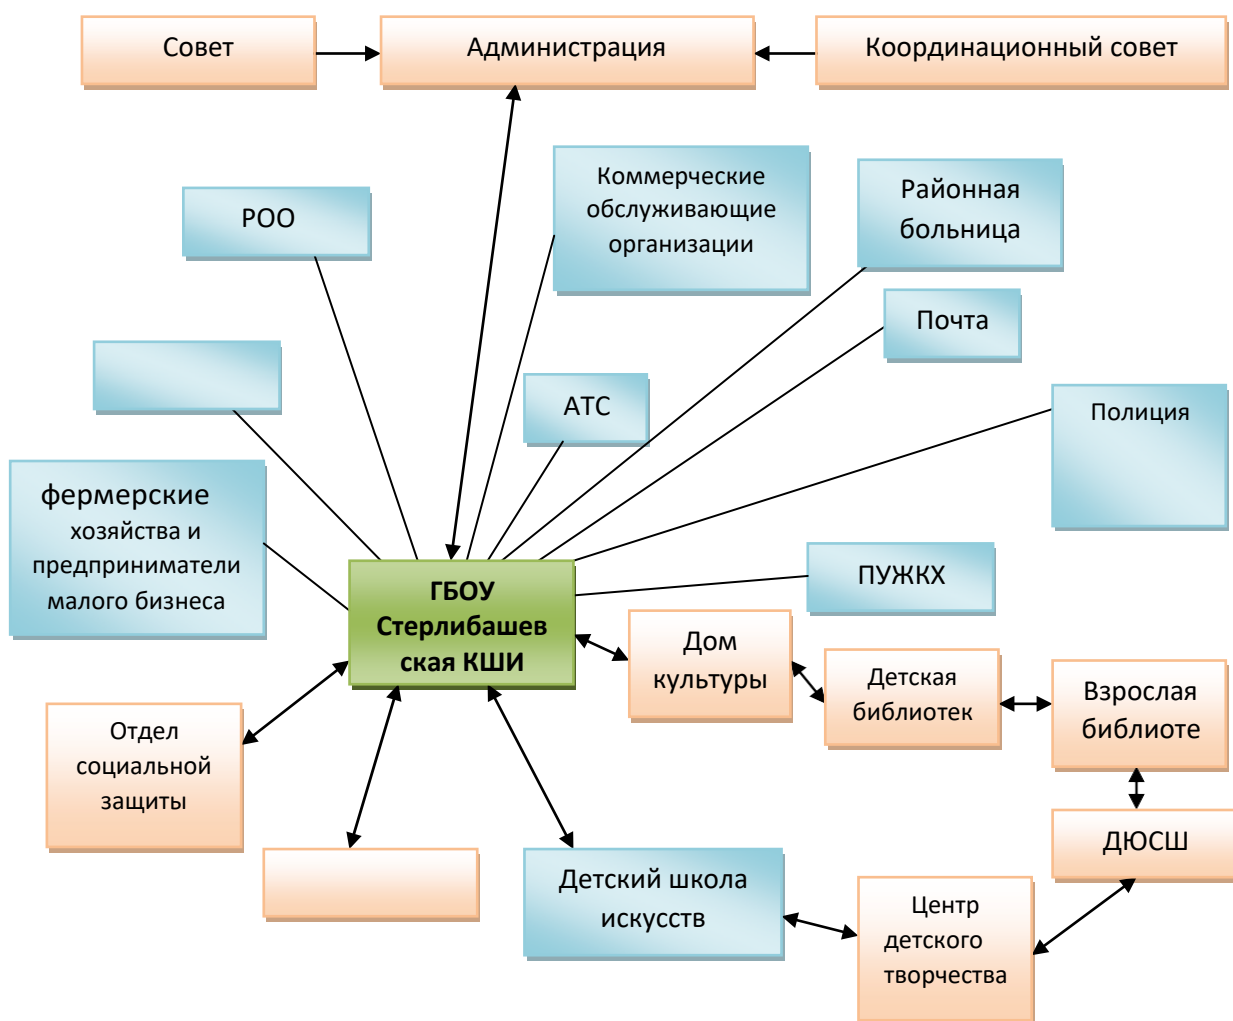 Совет
Администрация
Координационный совет
Коммерческие
обслуживающие
организации
Районная
больница
РОО
Почта
АТС
Полиция
фермерские
хозяйства и
предприниматели
малого бизнеса
ГБОУ
Стерлибашев
ская КШИ
ПУЖКХ
Дом
культуры
Детская
библиотек
Взрослая
библиоте
Отдел
социальной
защиты
ДЮСШ
Детский школа
искусств
Центр
детского
творчества